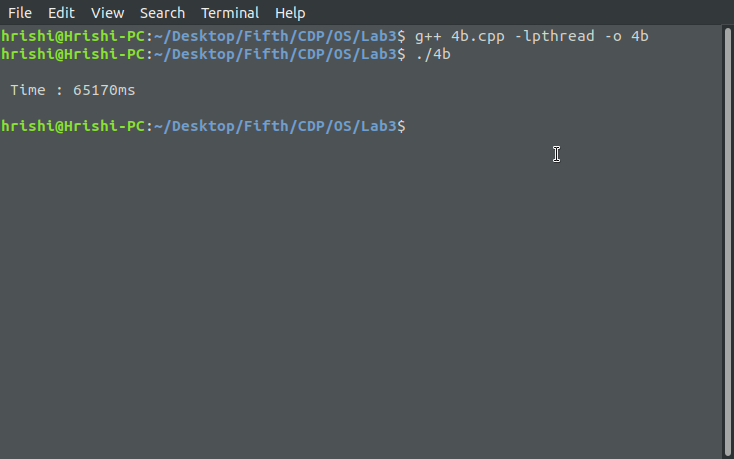 File Edit View Search Terminal Help
hrishi@Hrishi-PC:~/Desktop/Fifth/CDP/OS/Lab3$ g++ 4b.cpp -lpthread -o 4b
hrishi@Hrishi-PC:~/Desktop/Fifth/CDP/OS/Lab3$ ./4b
Time : 65170ms
hrishi@Hrishi-PC:~/Desktop/Fifth/CDP/OS/Lab3$